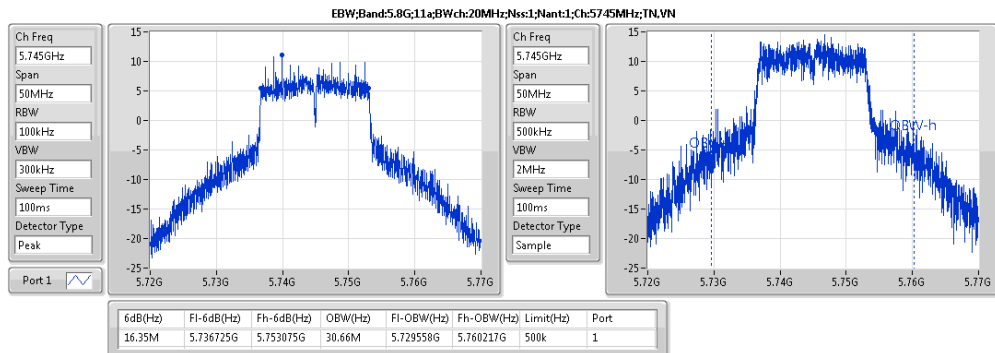 EBW;Band:5.8G;11a;BWch:20MHz;Nss:1;Nant:1;Ch:5745MHz;TN,VN
Ch Freq
5.745GHz
Span
50MHz
RBW
100kHz
VBW
300kHz
Sweep Time
100ms
Detector Type
Peak
Port 1
15
10
5
0
-5
-10
-15
-20
-25
5.72G 5.73G 5.74G 5.75G 5.76G 5.77G
Ch Freq
5.745GHz
Span
50MHz
RBW
500kHz
VBW
2MHz
Sweep Time
100ms
Detector Type
Sample
15
10
5
0
-5
-10
-15
-20
-25
OBW-h
5.72G 5.73G 5.74G 5.75G 5.76G 5.77G
6dB(Hz) Fl-6dB(Hz) Fh-6dB(Hz) OBW(Hz) Fl-OBW(Hz) Fh-OBW(Hz) Limit(Hz) Port
16.35M 5.736725G 5.753075G 30.66M 5.729558G 5.760217G 500k 1